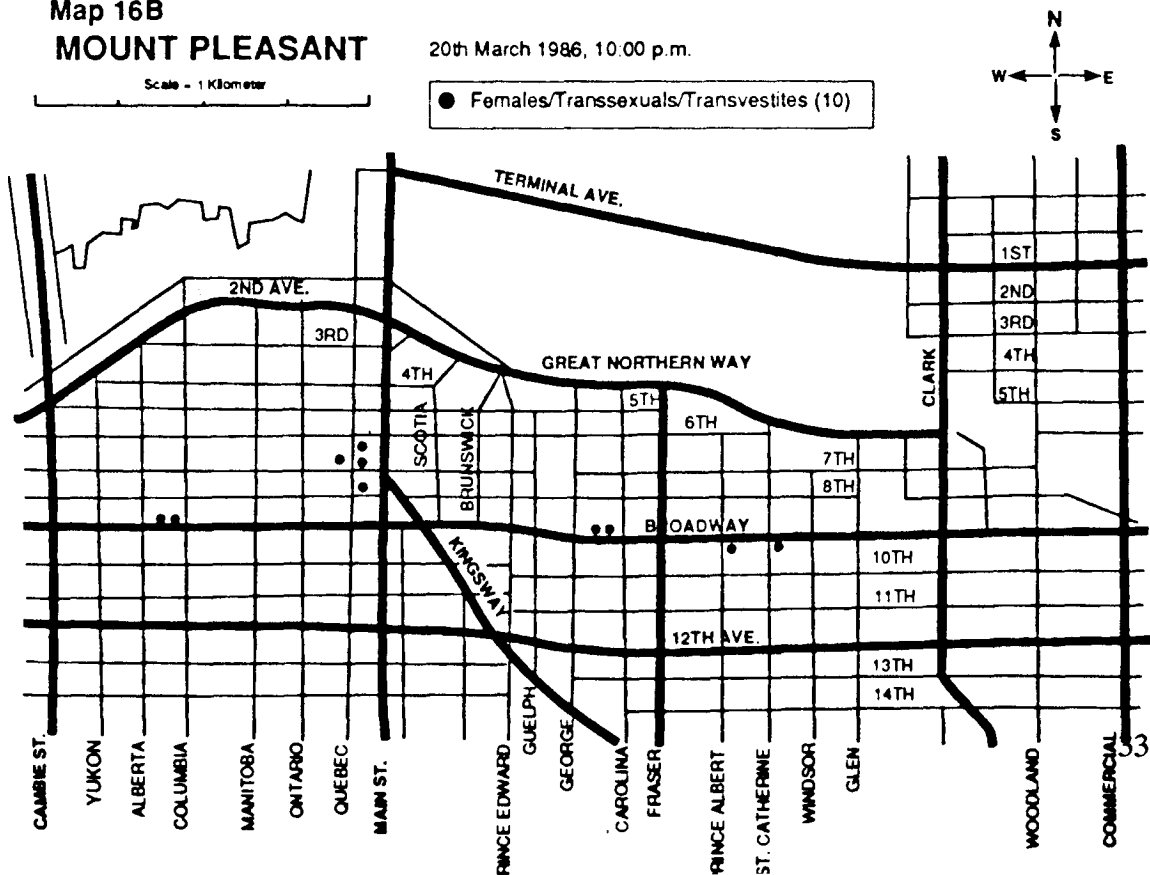 Map 16B
MOUNT PLEASANT
20th March 1986, 10:00 p.m.
Scale - 1 Kilometer
Females/Transsexuals/Transvestites (10)
N
W E
S
TERMINAL AVE.
1ST
2ND AVE.
2ND
3RD
3RD
GREAT NORTHERN WAY
4TH
4TH
CLARK
5TH
5TH
SCOTIA
BRUNSWICK
6TH
7TH
8TH
BROADWAY
KINGSWAY
10TH
11TH
12TH AVE.
13TH
14TH
CAMBIE ST.
YUKON
ALBERTA
COLUMBIA
MANITOBA
ONTARIO
QUEBEC
MAIN ST.
RINCE EDWARD
GUELPH
GEORGE
CAROLINA
FRASER
PRINCE ALBERT
ST. CATHERINE
WINDSOR
GLEN
WOODLAND
COMMERCIAL
53